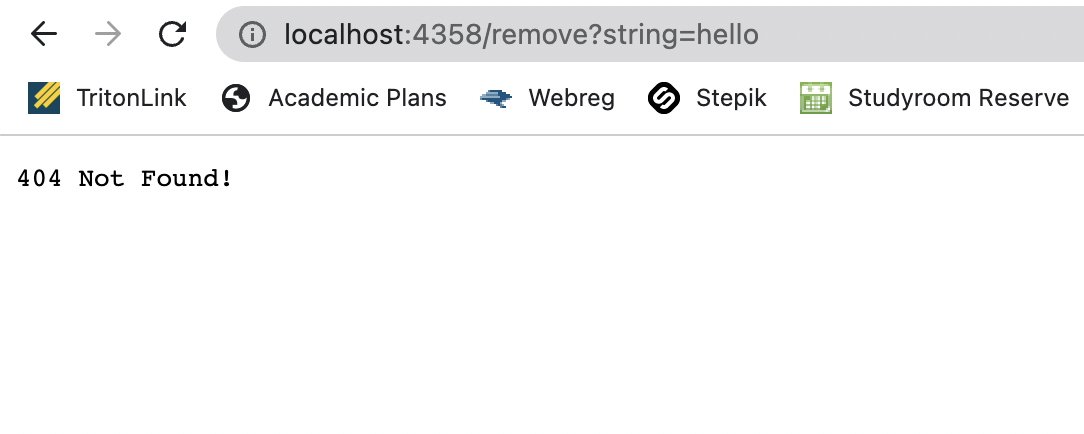 localhost:4358/remove?string=hello
TritonLink Academic Plans Webreg Stepik Studyroom Reserve
404 Not Found!